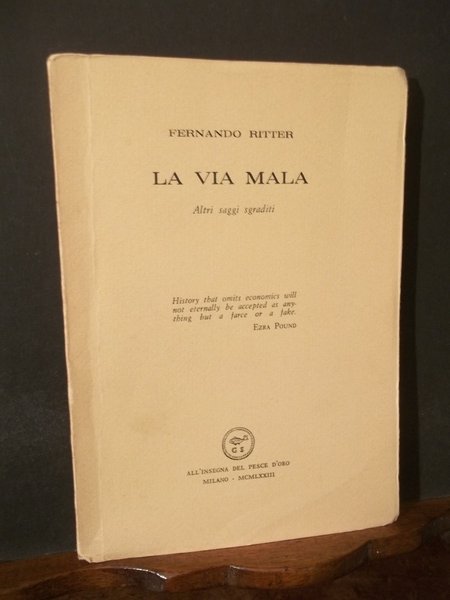 FERNANDO RITTER
LA VIA MALA
Altri saggi sgraditi
History that omits economics will
not eternally be accepted as any-
thing but a farce or a fake.
EZRA POUND
G S
ALL'INSEGNA DEL PESCE D'ORO
MILANO - MCMLXXIII